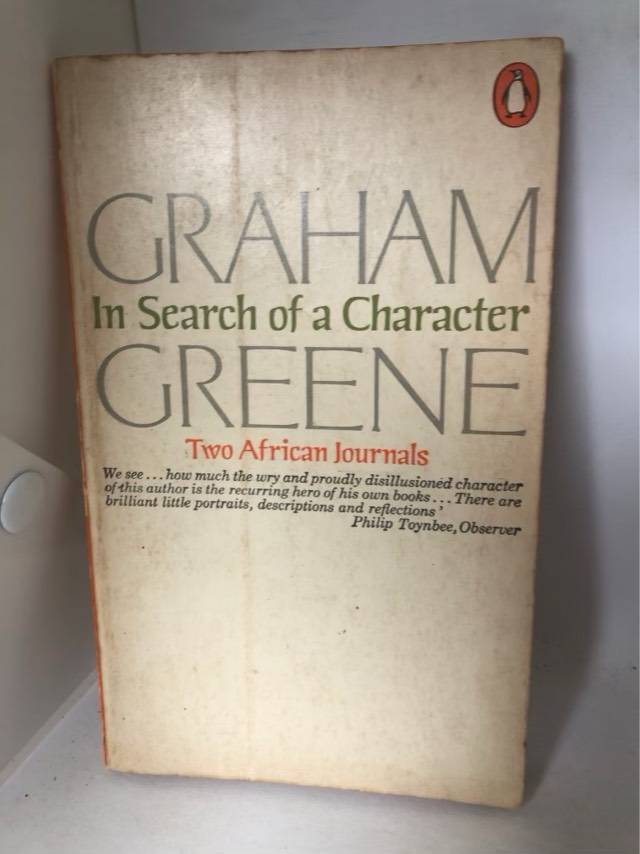 GRAHAM
In Search of a Character
GREENE
Two African Journals
We see ... how much the wry and proudly disillusioned character
of this author is the recurring hero of his own books ... There are
brilliant little portraits, descriptions and reflections’
Philip Toynbee, Observer